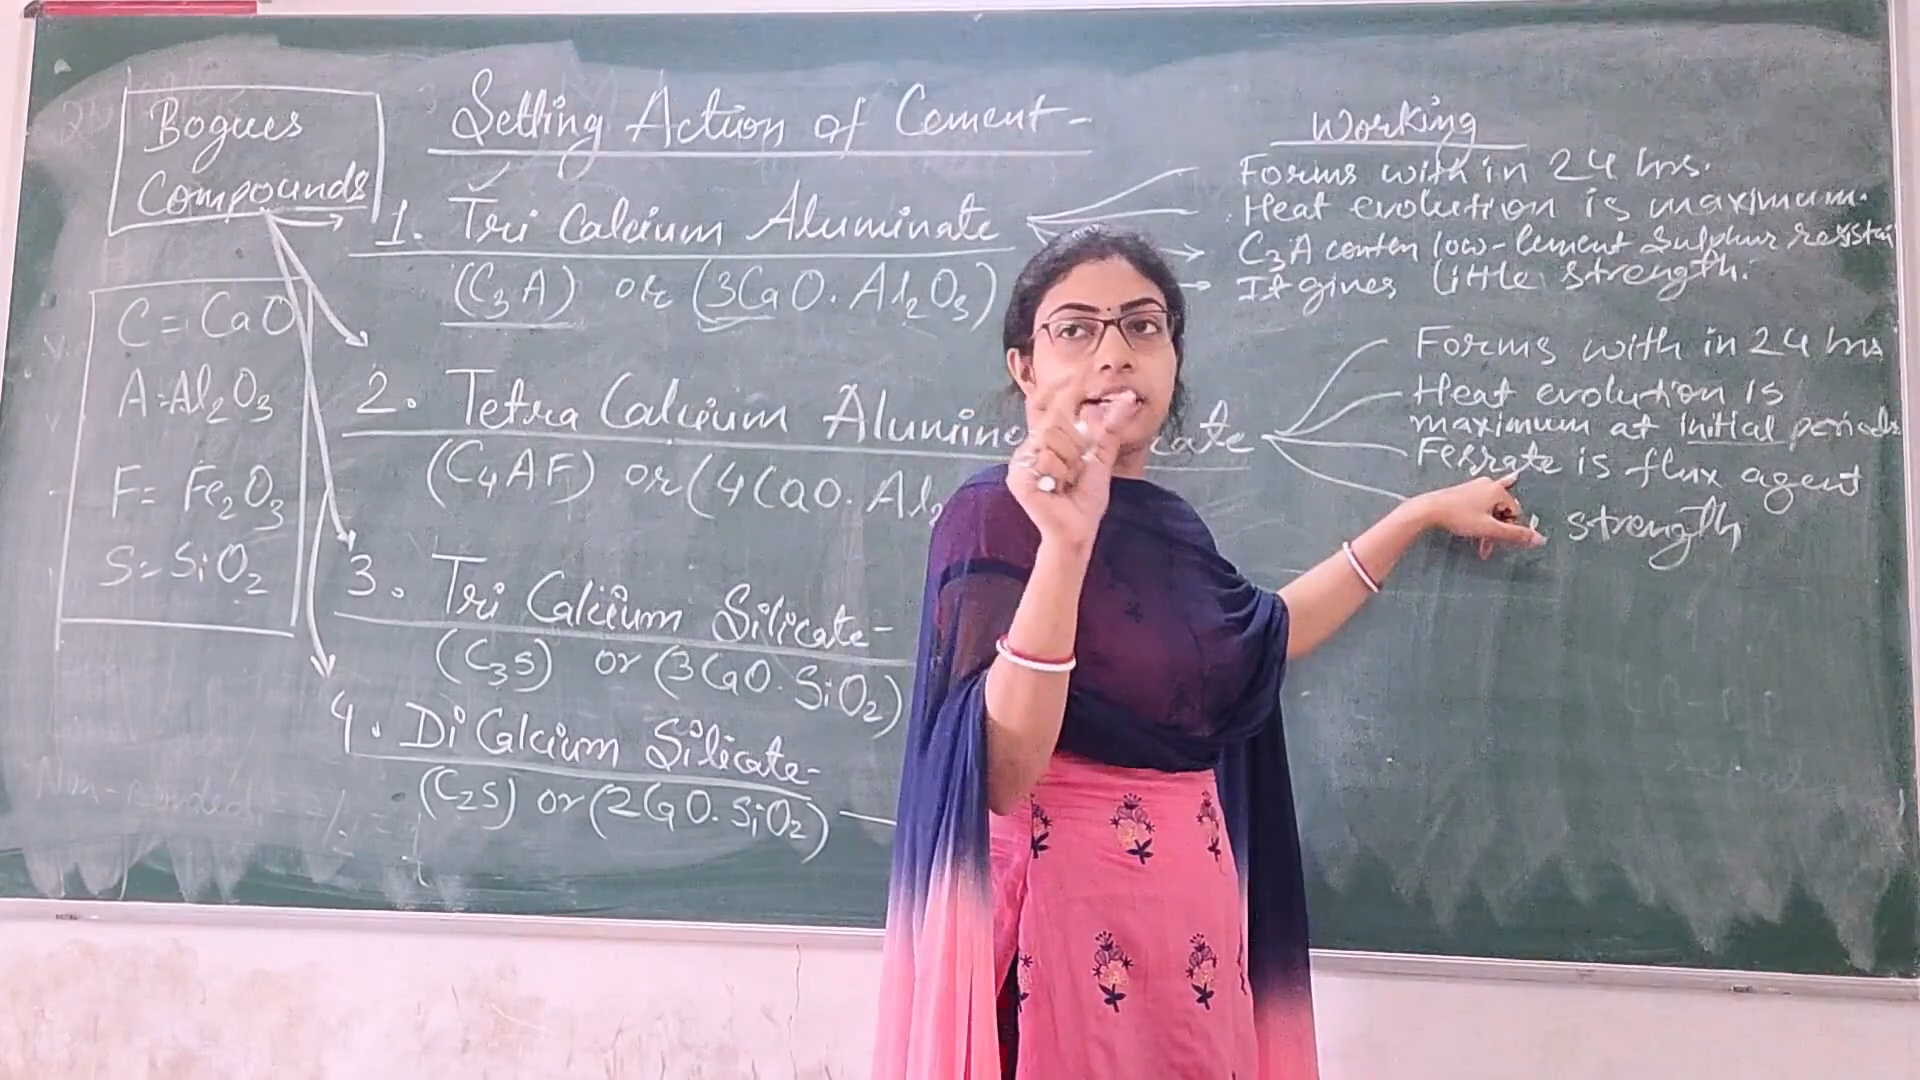 Bogues
Compounds
C = CaO
A = Al2O3
F = Fe2O3
S = SiO2
Setting Action of Cement-
1. Tri Calcium Aluminate
(C3A) or (3CaO. Al2O3)
2. Tetra Calcium Alumino
(C4AF) or (4CaO. Al2
3. Tri Calcium Silicate-
(C3S) or (3CaO. SiO2)
4. Di Calcium Silicate-
(C2S) or (2CaO. SiO2)
Working
Forms with in 24 hrs.
Heat evolution is maximum.
C3A low-cement Sulphur
It gives little strength.
Forms with in 24 hrs
Heat evolution is
maximum at initial periods
Ferrate is flux agent
strength